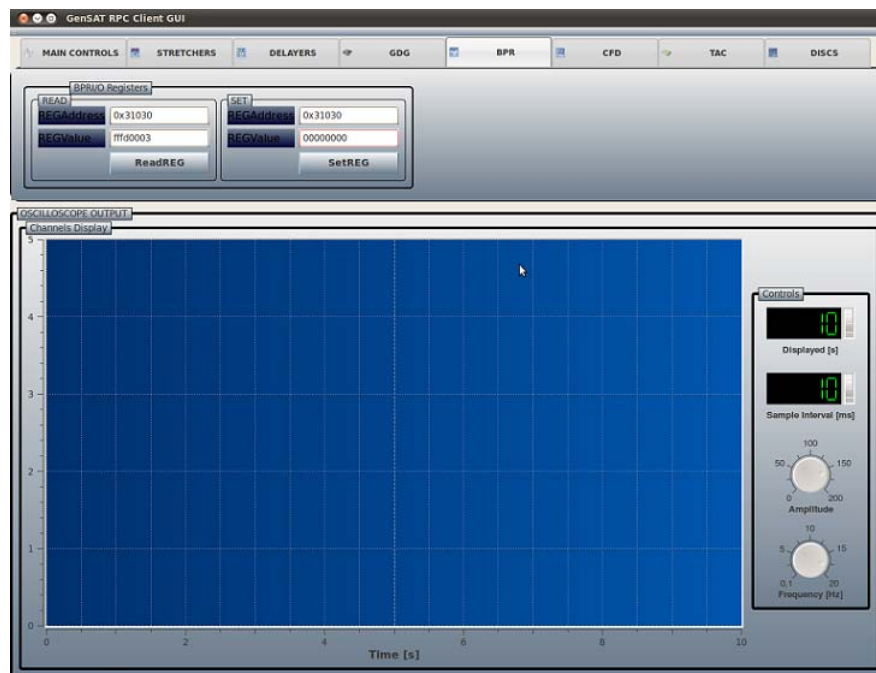 GenSAT RPC Client GUI
MAIN CONTROLS STRETCHERS DELAYERS GDG BPR CFD TAC DISCS
BPRI/O Registers
READ SET
REGAddress 0x31030 REGAddress 0x31030
REGValue fffd0003 REGValue 00000000
ReadREG SetREG
OSCILLOSCOPE OUTPUT
Channels Display
5
4
3
2
1
0
0 2 4 6 8 10
Time [s]
Controls
10
Displayed [s]
10
Sample Interval [ms]
100
50 150
0 200
Amplitude
10
5 15
0,1 20
Frequency [Hz]